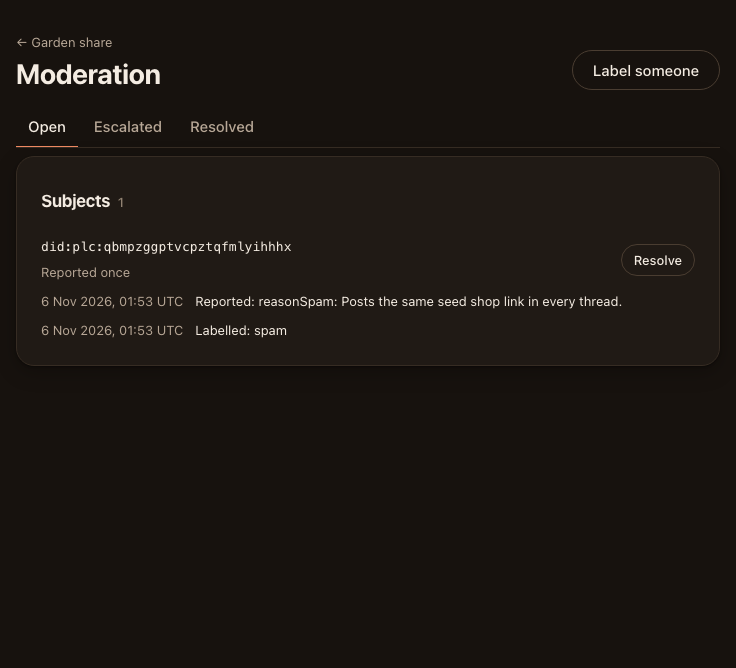 ← Garden share
Moderation
Label someone
Open Escalated Resolved
Subjects 1
did:plc:qbmpzggptvcpztqfmlyihhhx
Reported once
Resolve
6 Nov 2026, 01:53 UTC Reported: reasonSpam: Posts the same seed shop link in every thread.
6 Nov 2026, 01:53 UTC Labelled: spam